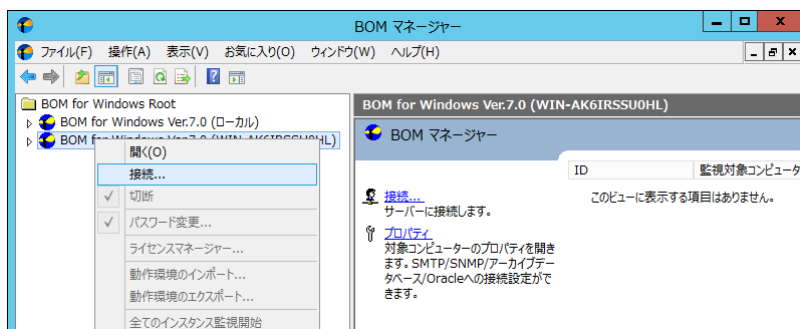 BOM マネージャー
ファイル(F) 操作(A) 表示(V) お気に入り(O) ウィンドウ(W) ヘルプ(H)
BOM for Windows Root
BOM for Windows Ver.7.0 (ローカル)
BOM for Windows Ver.7.0 (WIN-AK6IRSSU0HL)
開く(O)
接続...
切断
パスワード変更...
ライセンスマネージャー...
動作環境のインポート...
動作環境のエクスポート...
全てのインスタンス監視開始
BOM for Windows Ver.7.0 (WIN-AK6IRSSU0HL)
BOM マネージャー
接続...
サーバーに接続します。
プロパティ
対象コンピューターのプロパティを開き
ます。SMTP/SNMP/アーカイブデー
タベース/Oracleへの接続設定がで
きます。
ID 監視対象コンピュータ
このビューに表示する項目はありません。